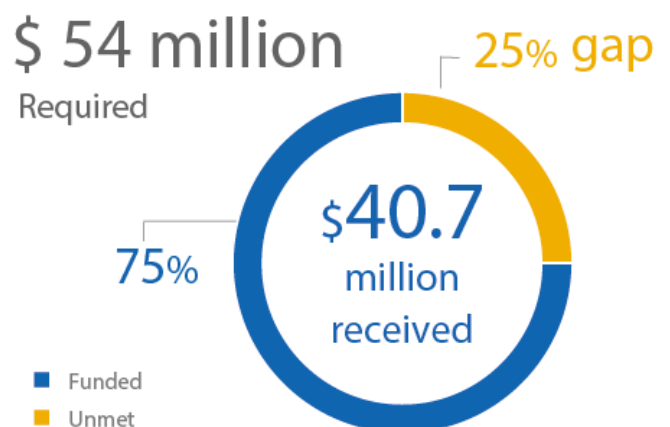 $ 54 million
Required
25% gap
$40.7
million
received
75%
Funded
Unmet